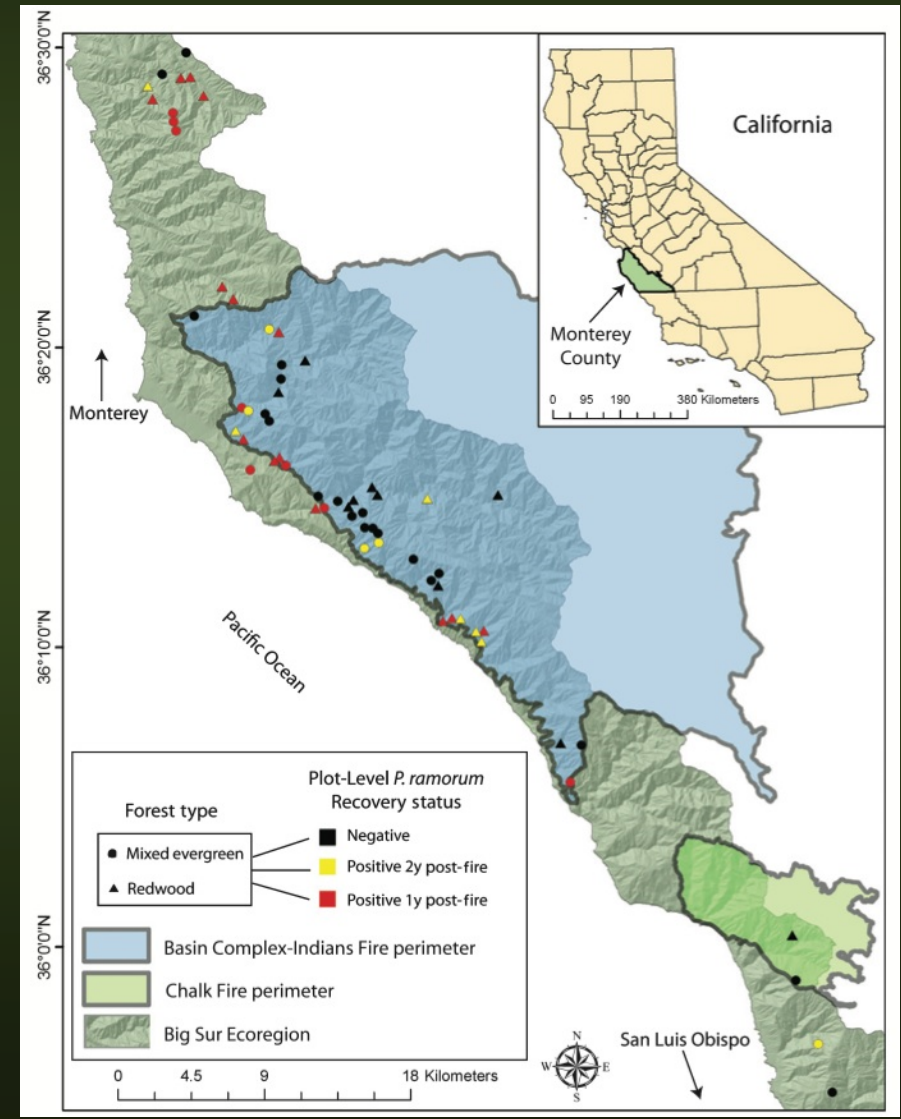 36°30'0"N
36°20'0"N
36°10'0"N
36°0'0"N
California
Monterey
County
0 95 190 380 Kilometers
Monterey
Pacific Ocean
Plot-Level P. ramorum
Recovery status
Forest type
Mixed evergreen
Redwood
Negative
Positive 2y post-fire
Positive 1y post-fire
Basin Complex-Indians Fire perimeter
Chalk Fire perimeter
Big Sur Ecoregion
0 4.5 9 18 Kilometers
N
W E
S
San Luis Obispo